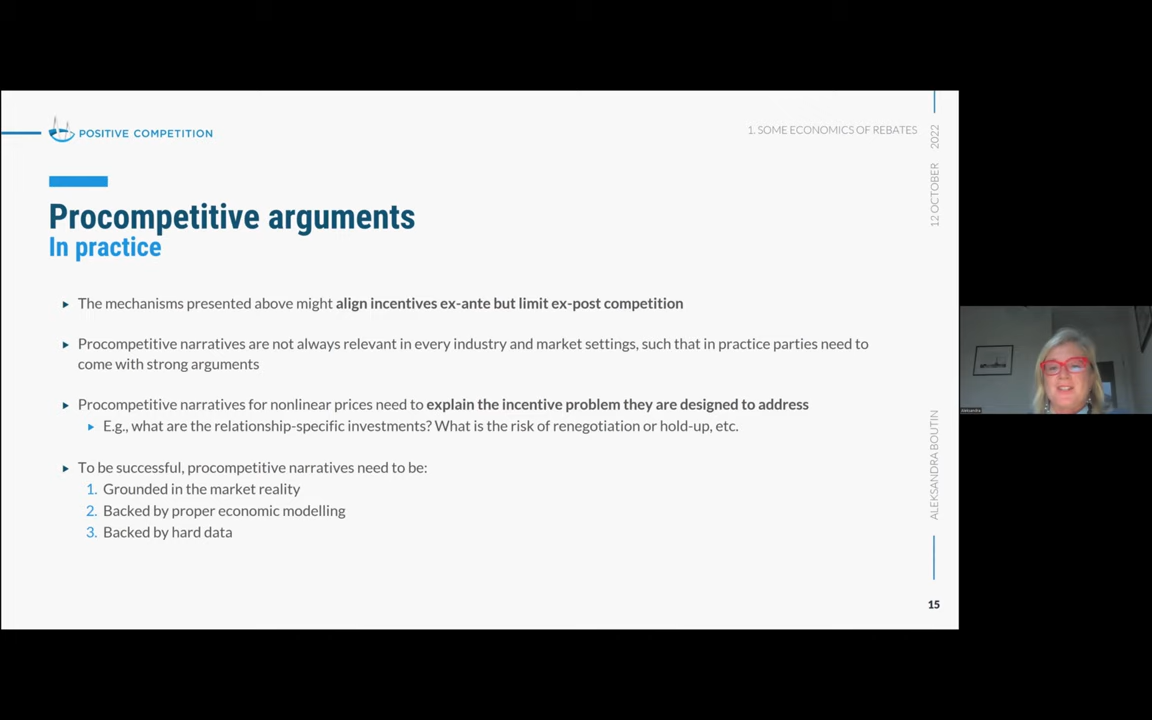 POSITIVE COMPETITION
1. SOME ECONOMICS OF REBATES
12 OCTOBER 2022
Procompetitive arguments
In practice
The mechanisms presented above might align incentives ex-ante but limit ex-post competition
Procompetitive narratives are not always relevant in every industry and market settings, such that in practice parties need to
come with strong arguments
Procompetitive narratives for nonlinear prices need to explain the incentive problem they are designed to address
E.g., what are the relationship-specific investments? What is the risk of renegotiation or hold-up, etc.
To be successful, procompetitive narratives need to be:
1. Grounded in the market reality
2. Backed by proper economic modelling
3. Backed by hard data
ALEKSANDRA BOUTIN
15
Aleksandra